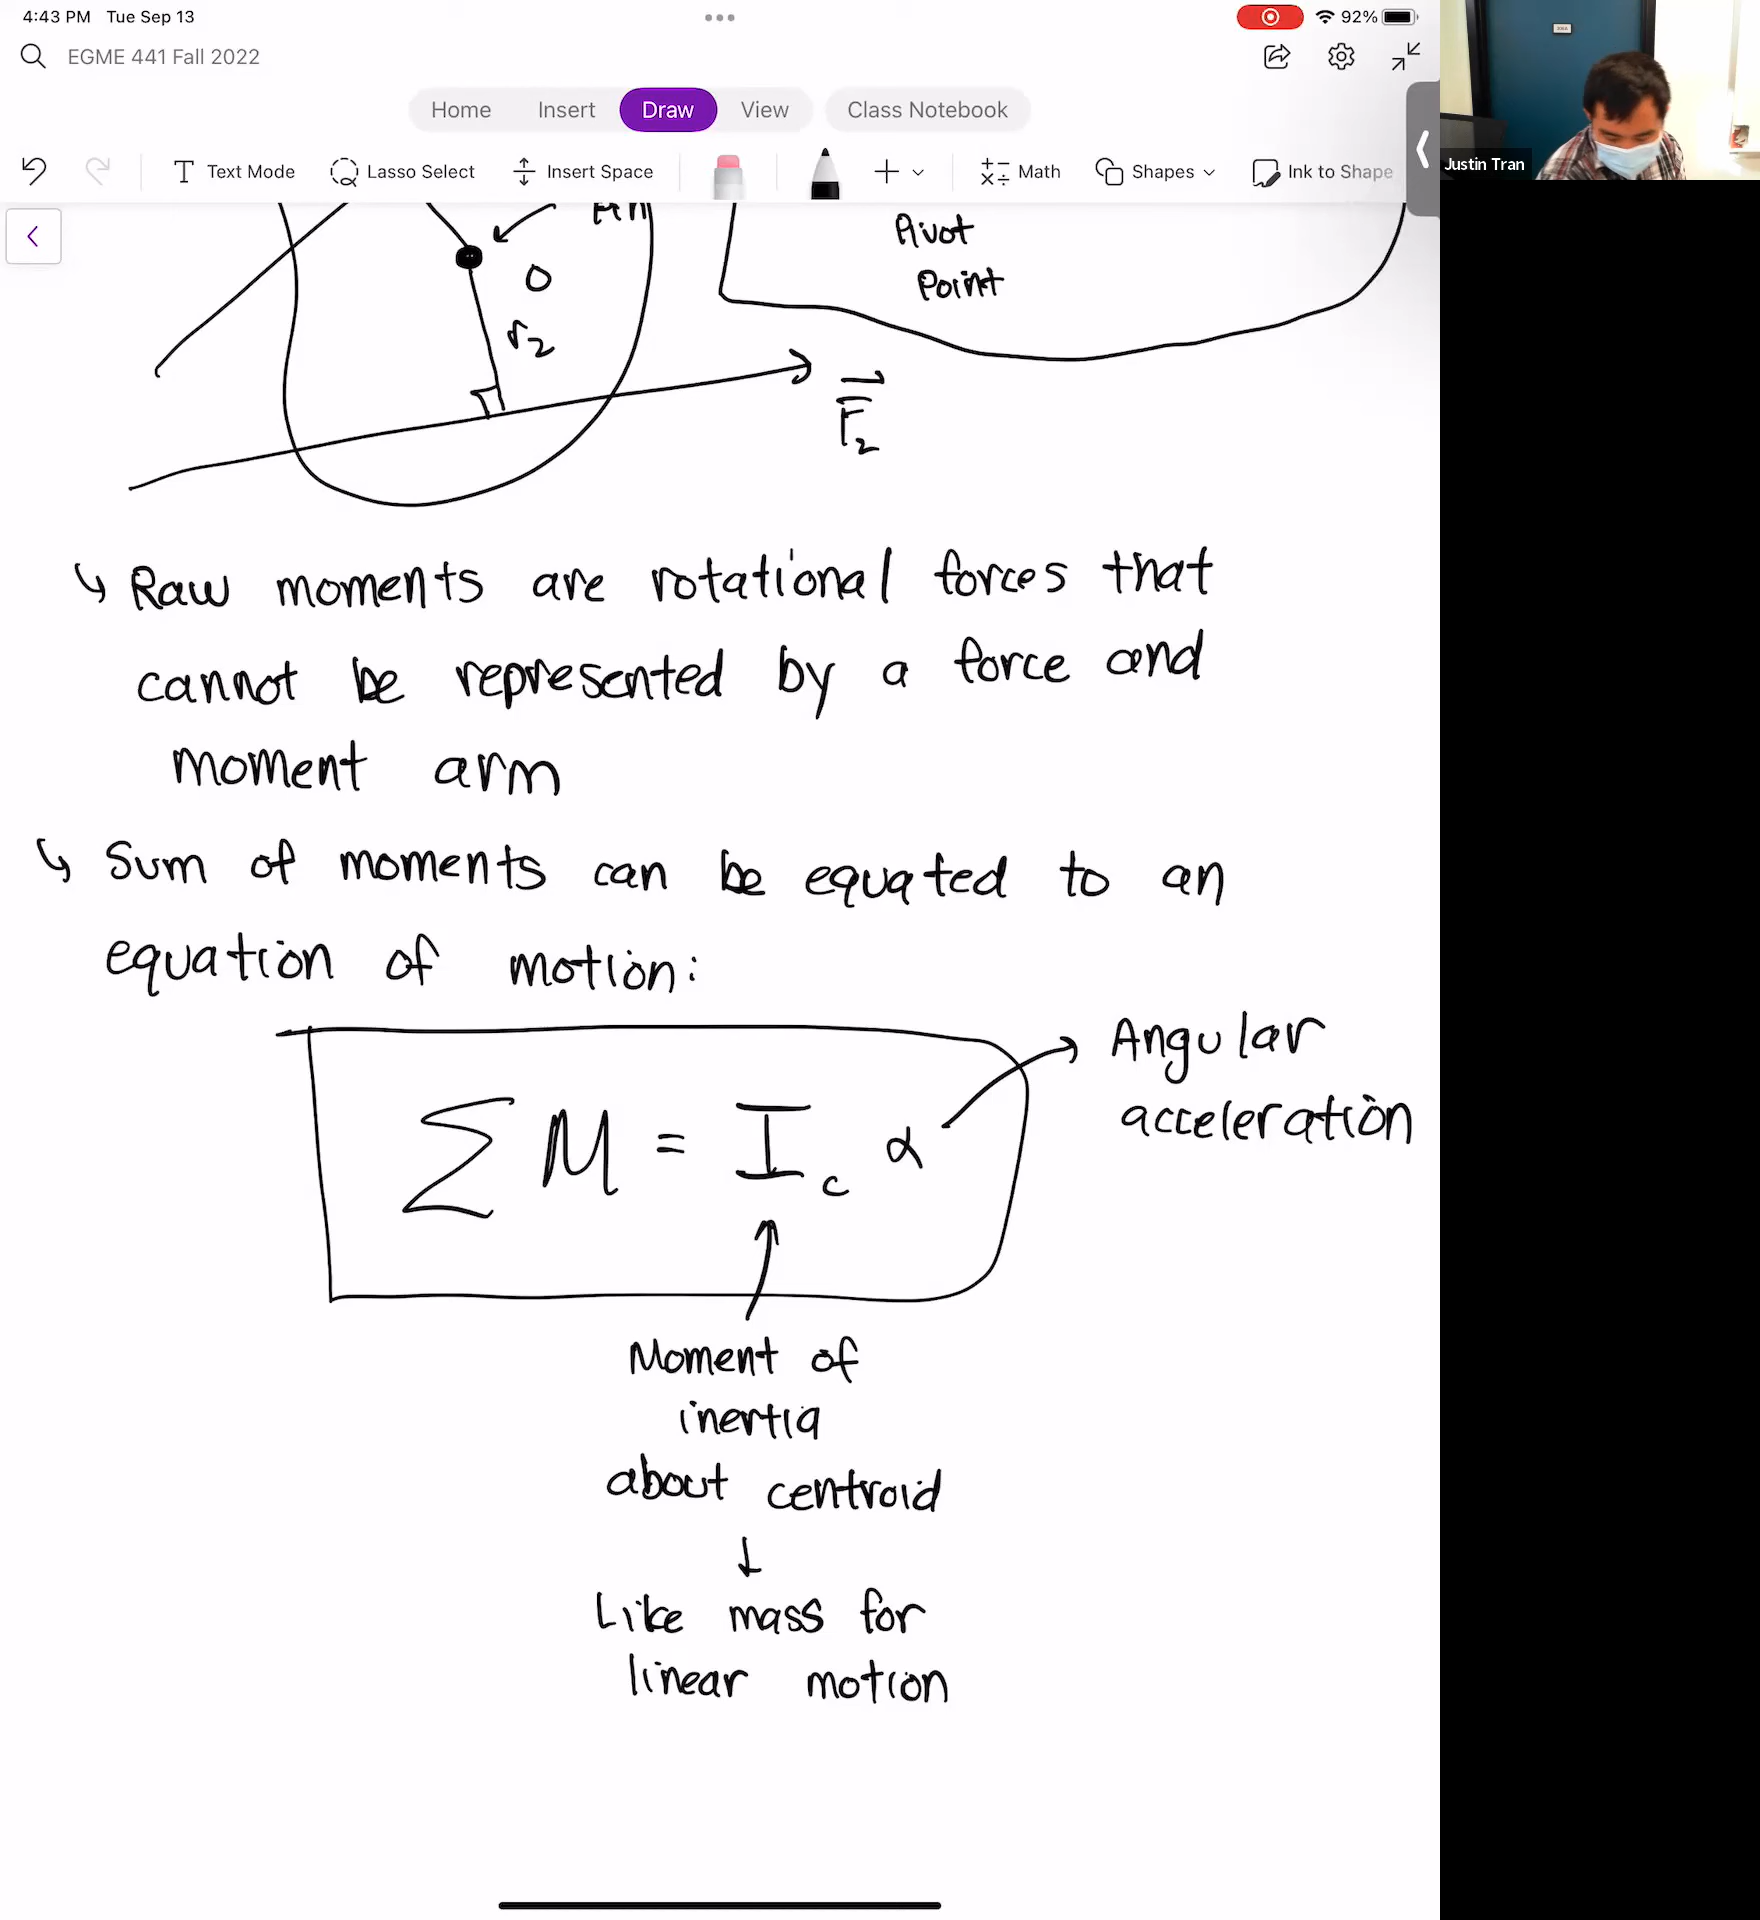 4:43 PM Tue Sep 13
92%
EGME 441 Fall 2022
Home Insert Draw View Class Notebook
Text Mode Lasso Select Insert Space Math Shapes Ink to Shape
Justin Tran
Pivot
Point
O
r2
F2
Raw moments are rotational forces that
cannot be represented by a force and
moment arm
Sum of moments can be equated to an
equation of motion:
Angular
acceleration
∑ M = I_c α
Moment of
inertia
about centroid
↓
Like mass for
linear motion